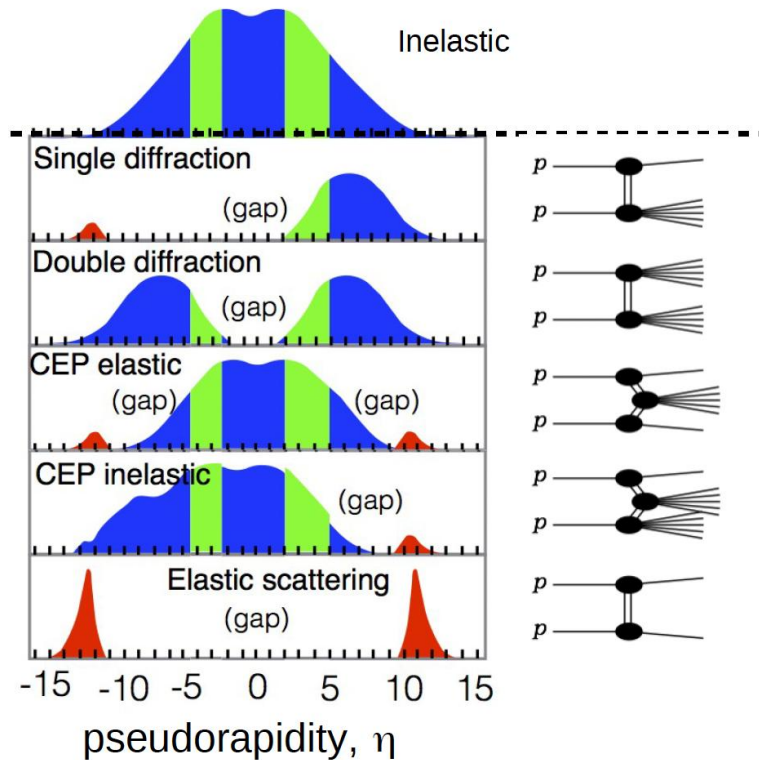 Inelastic
Single diffraction
(gap)
p
p
Double diffraction
(gap)
p
p
CEP elastic
(gap)
(gap)
p
p
CEP inelastic
(gap)
p
p
Elastic scattering
(gap)
p
p
-15 -10 -5 0 5 10 15
pseudorapidity, η